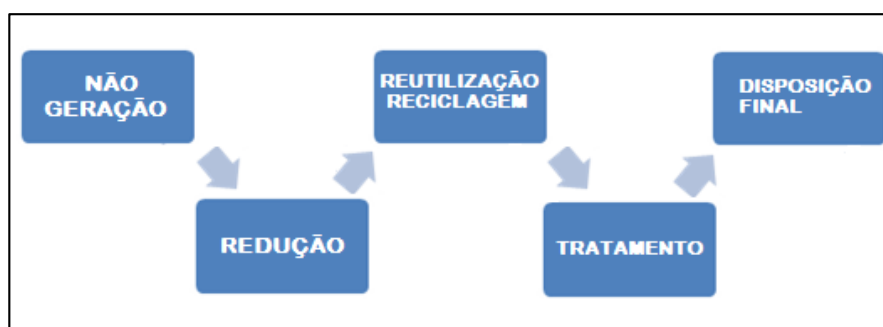 NÃO
GERAÇÃO
REDUÇÃO
REUTILIZAÇÃO
RECICLAGEM
TRATAMENTO
DISPOSIÇÃO
FINAL